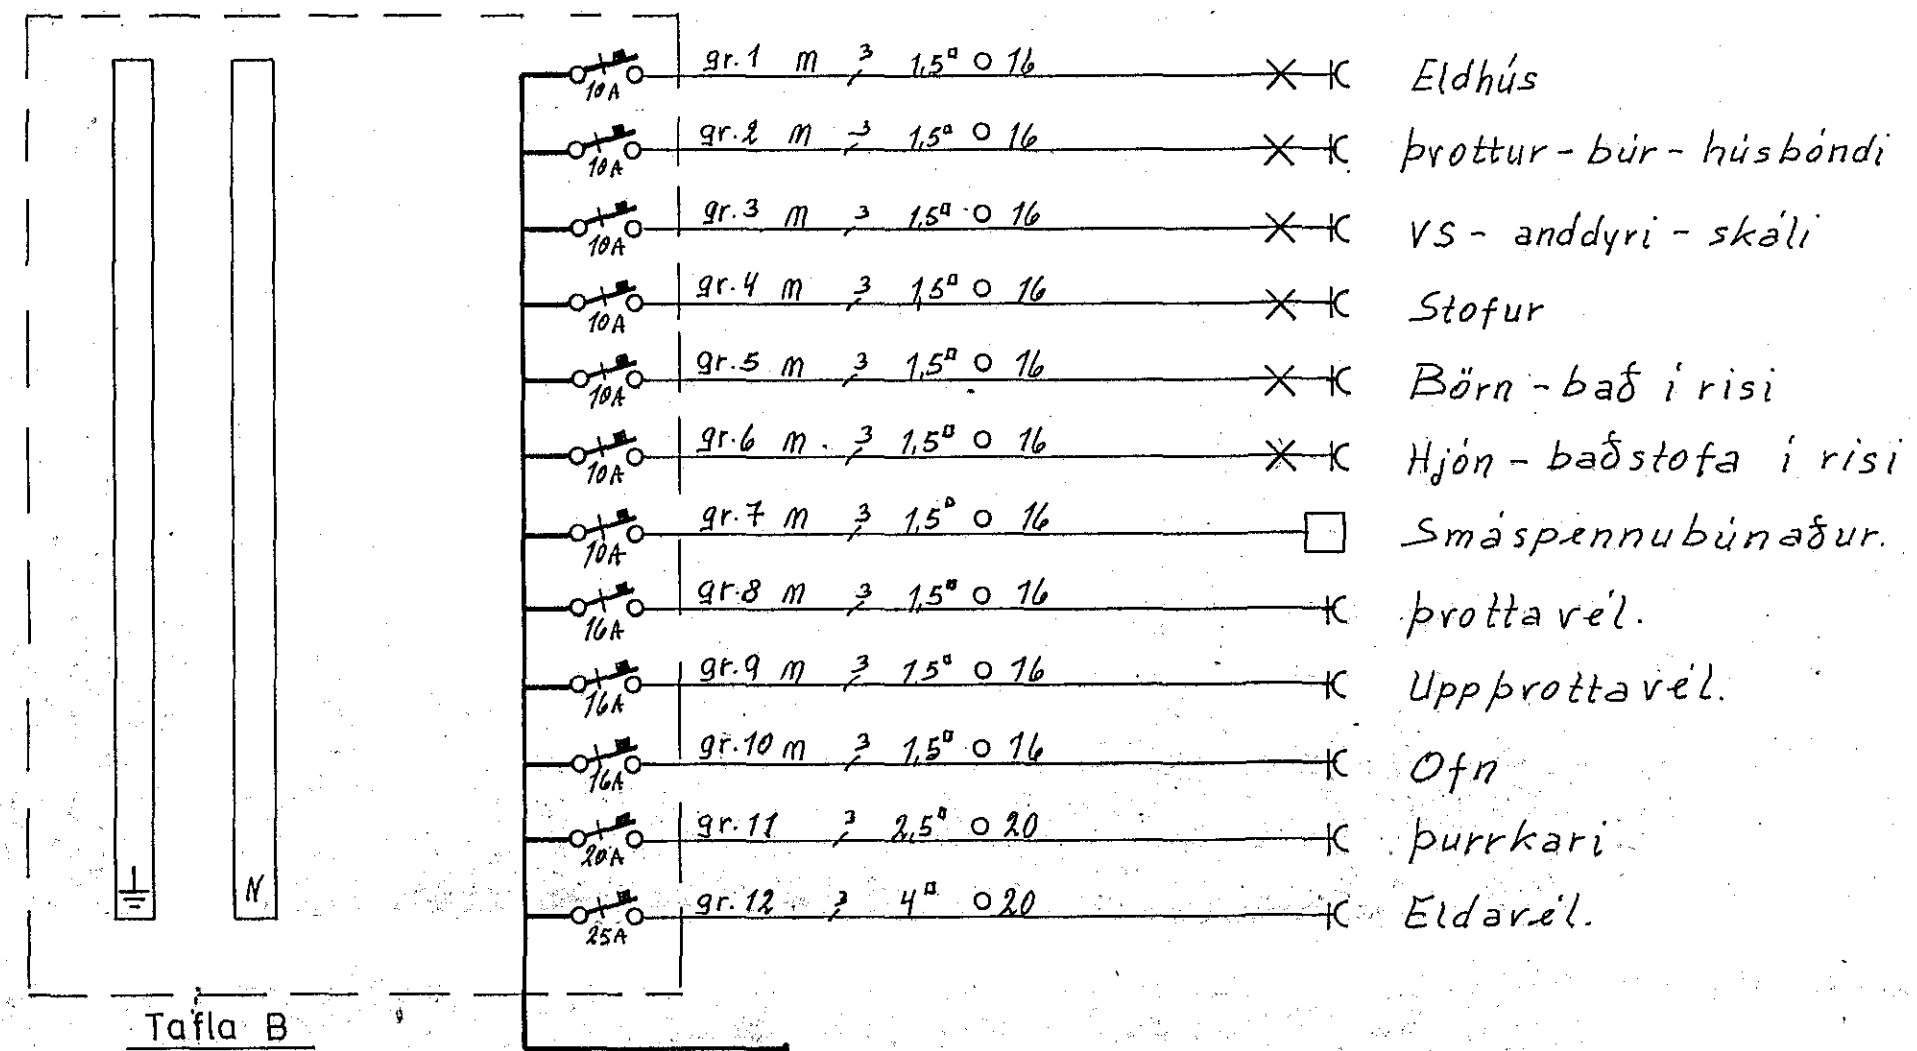 gr.1 m 3 1,5▫ O 16 Eldhús
10A
gr.2 m 3 1,5▫ O 16 þvottur - búr - húsbóndi
10A
gr.3 m 3 1,5▫ O 16 VS - anddyri - skáli
10A
gr.4 m 3 1,5▫ O 16 Stofur
10A
gr.5 m 3 1,5▫ O 16 Börn - bað í risi
10A
gr.6 m 3 1,5▫ O 16 Hjón - baðstofa í risi
10A
gr.7 m 3 1,5▫ O 16 Smáspennubúnaður.
10A
gr.8 m 3 1,5▫ O 16 þvottavél.
16A
gr.9 m 3 1,5▫ O 16 Uppþvottavél.
16A
gr.10 m 3 1,5▫ O 16 Ofn
16A
gr.11 3 2,5▫ O 20 þurrkari
20A
N gr.12 3 4▫ O 20 Eldavél.
25A
Tafla B